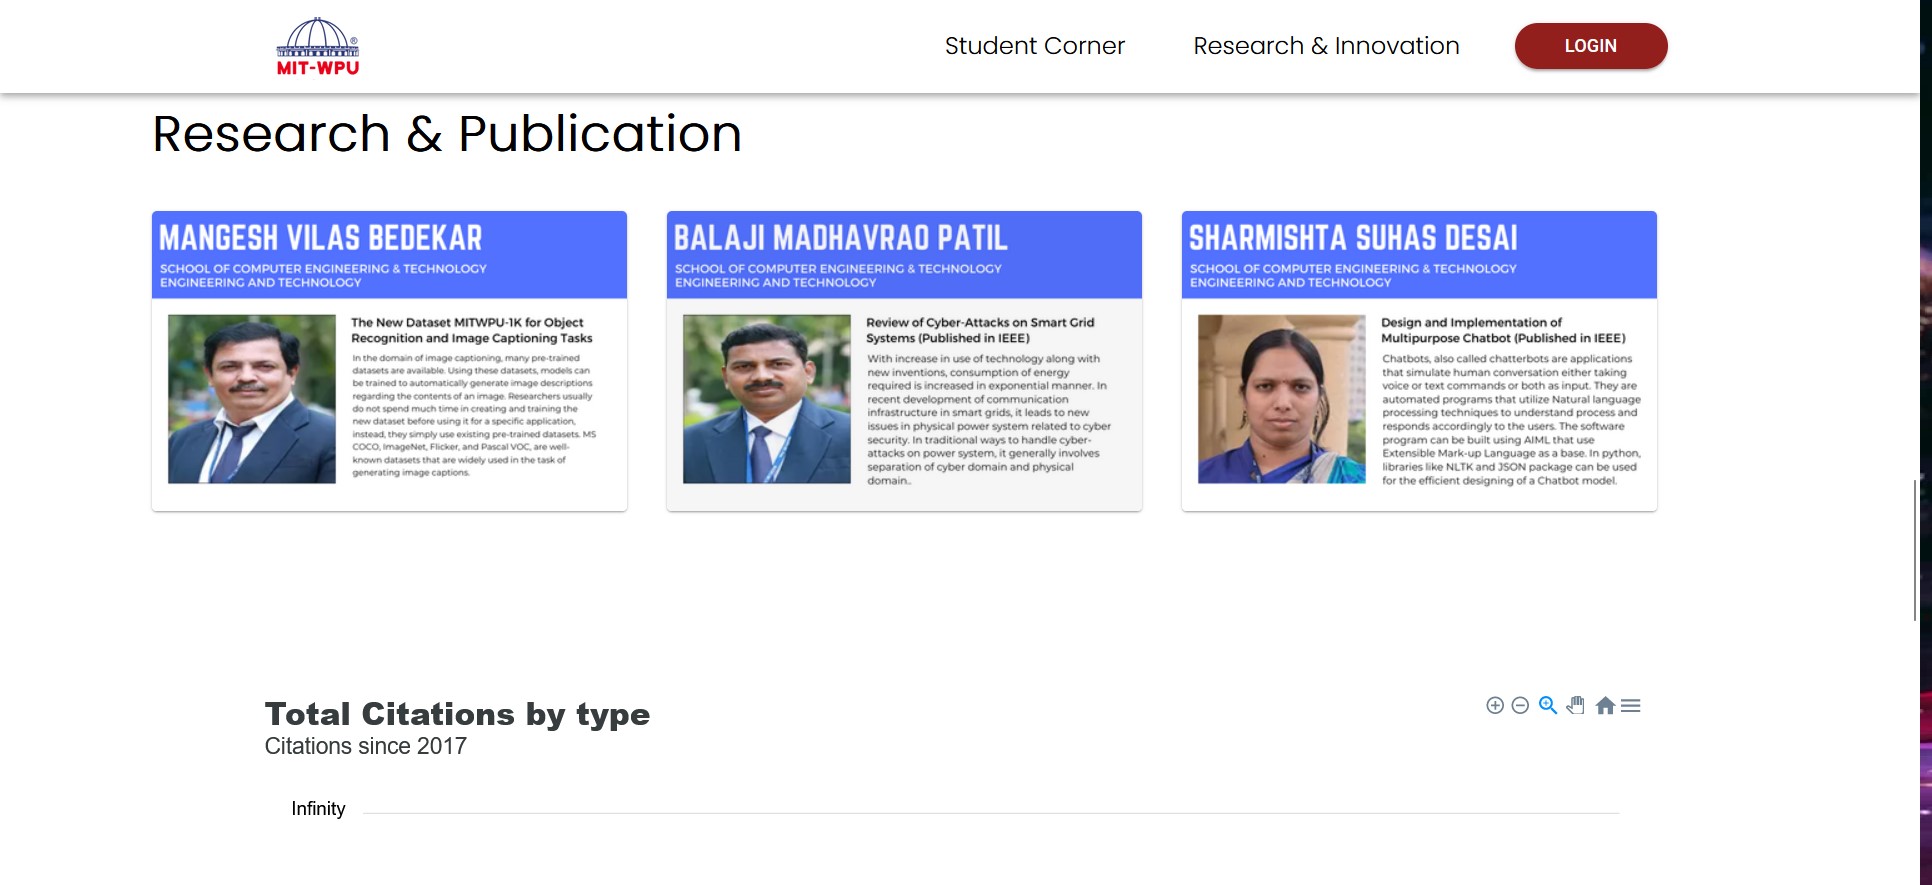 MIT-WPU
®
Student Corner
Research & Innovation
LOGIN
Research & Publication
MANGESH VILAS BEDEKAR
SCHOOL OF COMPUTER ENGINEERING & TECHNOLOGY
ENGINEERING AND TECHNOLOGY
The New Dataset MITWPU-1K for Object
Recognition and Image Captioning Tasks
In the domain of image captioning, many pre-trained
datasets are available. Using these datasets, models can
be trained to automatically generate image descriptions
regarding the contents of an image. Researchers usually
do not spend much time in creating and training the
new dataset before using it for a specific application,
instead, they simply use existing pre-trained datasets. MS
COCO, ImageNet, Flicker, and Pascal VOC, are well-
known datasets that are widely used in the task of
generating image captions.
BALAJI MADHAVRAO PATIL
SCHOOL OF COMPUTER ENGINEERING & TECHNOLOGY
ENGINEERING AND TECHNOLOGY
Review of Cyber-Attacks on Smart Grid
Systems (Published in IEEE)
With increase in use of technology along with
new inventions, consumption of energy
required is increased in exponential manner. In
recent development of communication
infrastructure in smart grids, it leads to new
issues in physical power system related to cyber
security. In traditional ways to handle cyber-
attacks on power system, it generally involves
separation of cyber domain and physical
domain..
SHARMISHTA SUHAS DESAI
SCHOOL OF COMPUTER ENGINEERING & TECHNOLOGY
ENGINEERING AND TECHNOLOGY
Design and Implementation of
Multipurpose Chatbot (Published in IEEE)
Chatbots, also called chatterbots are applications
that simulate human conversation either taking
voice or text commands or both as input. They are
automated programs that utilize Natural language
processing techniques to understand process and
responds accordingly to the users. The software
program can be built using AIML that use
Extensible Mark-up Language as a base. In python,
libraries like NLTK and JSON package can be used
for the efficient designing of a Chatbot model.
Total Citations by type
Citations since 2017
Infinity